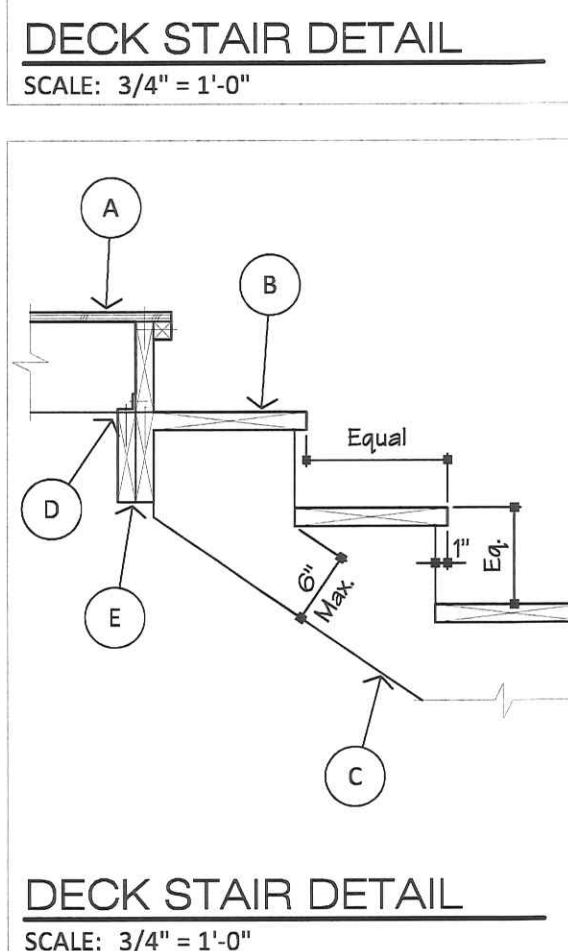 DECK STAIR DETAIL
SCALE: 3/4" = 1'-0"
A
B
Equal
D
1"
Eq.
6"
Max.
E
C
DECK STAIR DETAIL
SCALE: 3/4" = 1'-0"